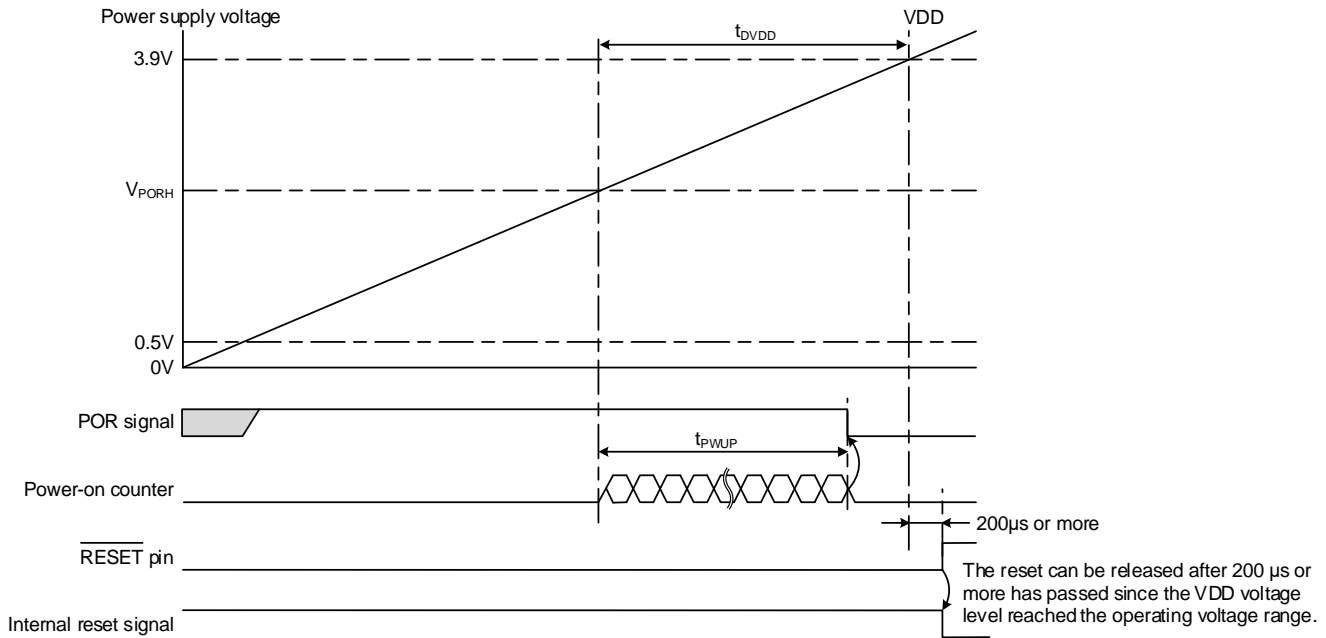 Power supply voltage
VDD
tDVDD
3.9V
VPORH
0.5V
0V
POR signal
tPWUP
Power-on counter
200µs or more
RESET pin
The reset can be released after 200 µs or
more has passed since the VDD voltage
level reached the operating voltage range.
Internal reset signal